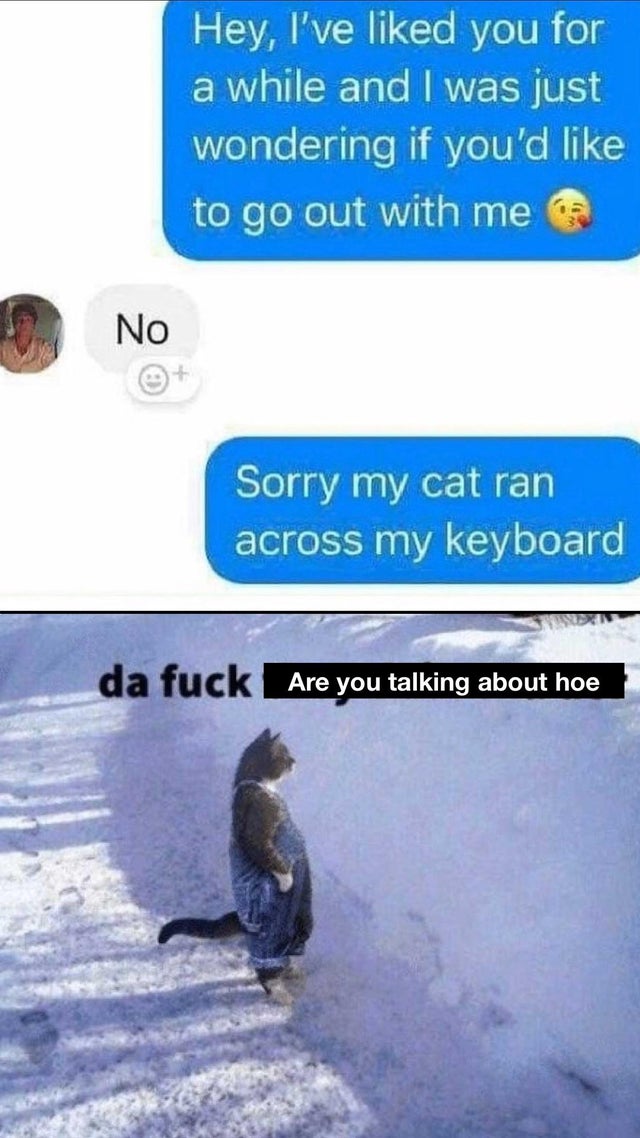 Hey, I've liked you for
a while and I was just
wondering if you'd like
to go out with me 😘
No
Sorry my cat ran
across my keyboard
da fuck Are you talking about hoe